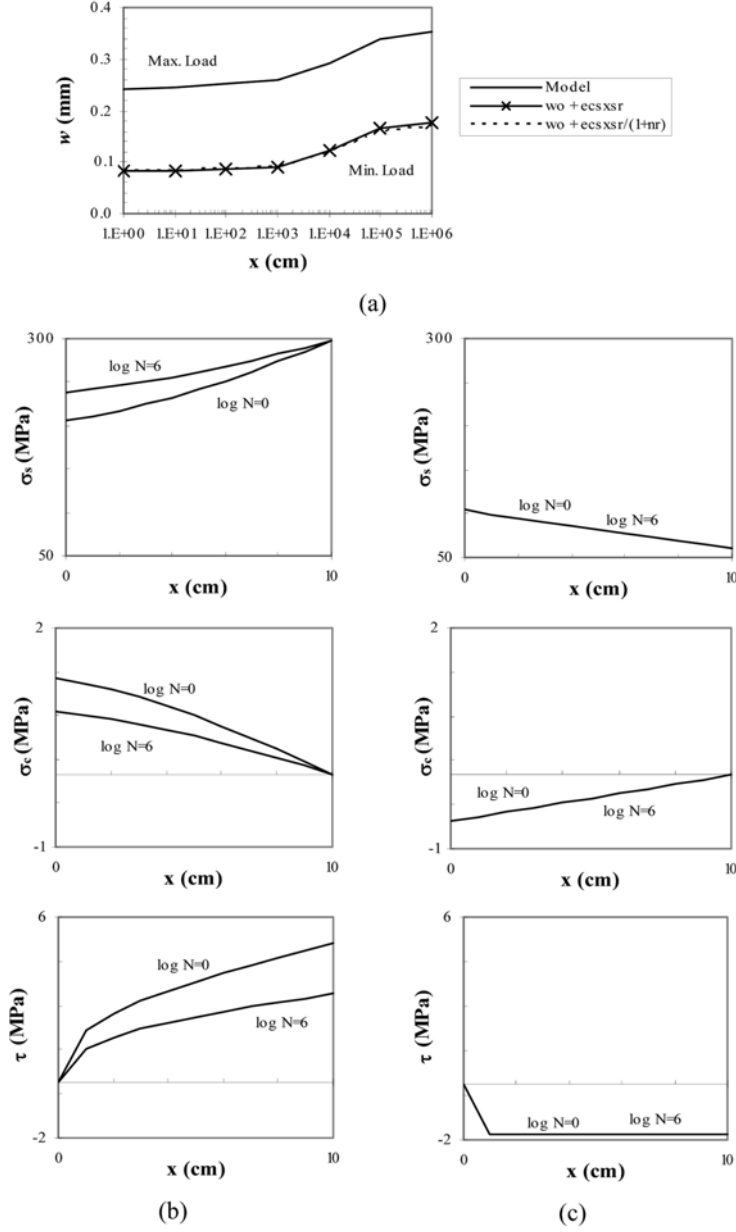 0.4
Max. Load
0.3
w (mm)
0.2
0.1
Min. Load
0.0
1.E+00 1.E+01 1.E+02 1.E+03 1.E+04 1.E+05 1.E+06
x (cm)
Model
wo + ecsxsr
wo + ecsxsr/(1+nr)
(a)
300
log N=6
log N=0
σs (MPa)
50
0 10
x (cm)
300
σs (MPa)
log N=0
log N=6
50
0 10
x (cm)
2
log N=0
σc (MPa)
log N=6
-1
0 10
x (cm)
2
σc (MPa)
log N=0
log N=6
-1
0 10
x (cm)
6
log N=0
τ (MPa)
log N=6
-2
0 10
x (cm)
(b)
6
τ (MPa)
log N=0 log N=6
-2
0 10
x (cm)
(c)